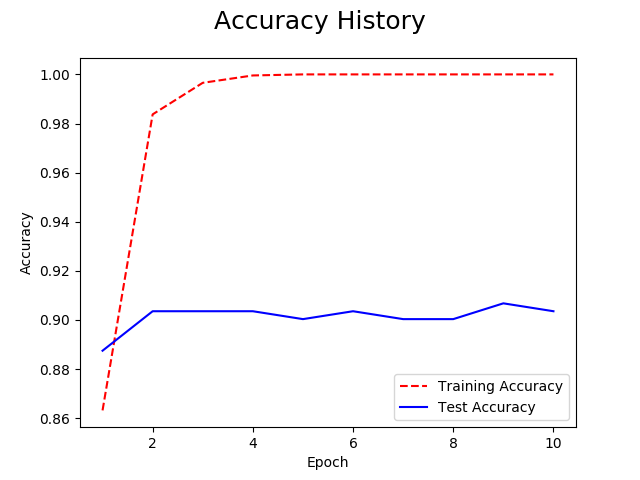 Accuracy History
1.00
0.98
0.96
0.94
0.92
0.90
0.88
0.86
Accuracy
Training Accuracy
Test Accuracy
2 4 6 8 10
Epoch